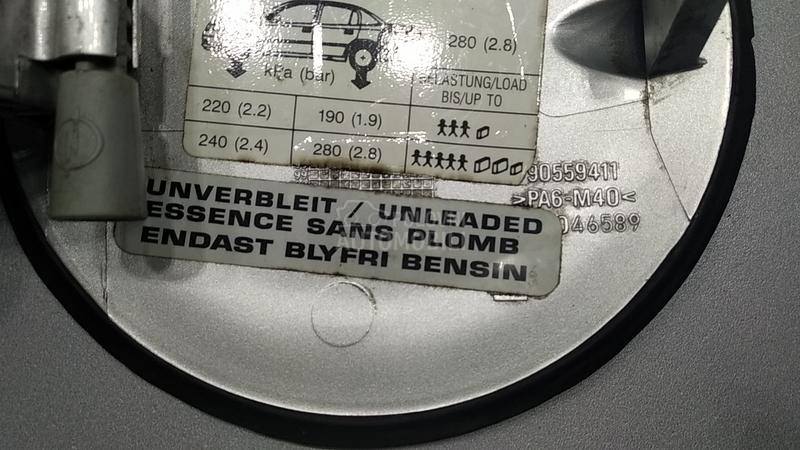 280 (2.8)
kPa (bar)
BELASTUNG/LOAD
BIS/UP TO
220 (2.2)
190 (1.9)
240 (2.4)
280 (2.8)
90559411
>PA6-M40<
046589
UNVERBLEIT / UNLEADED
ESSENCE SANS PLOMB
ENDAST BLYFRI BENSIN